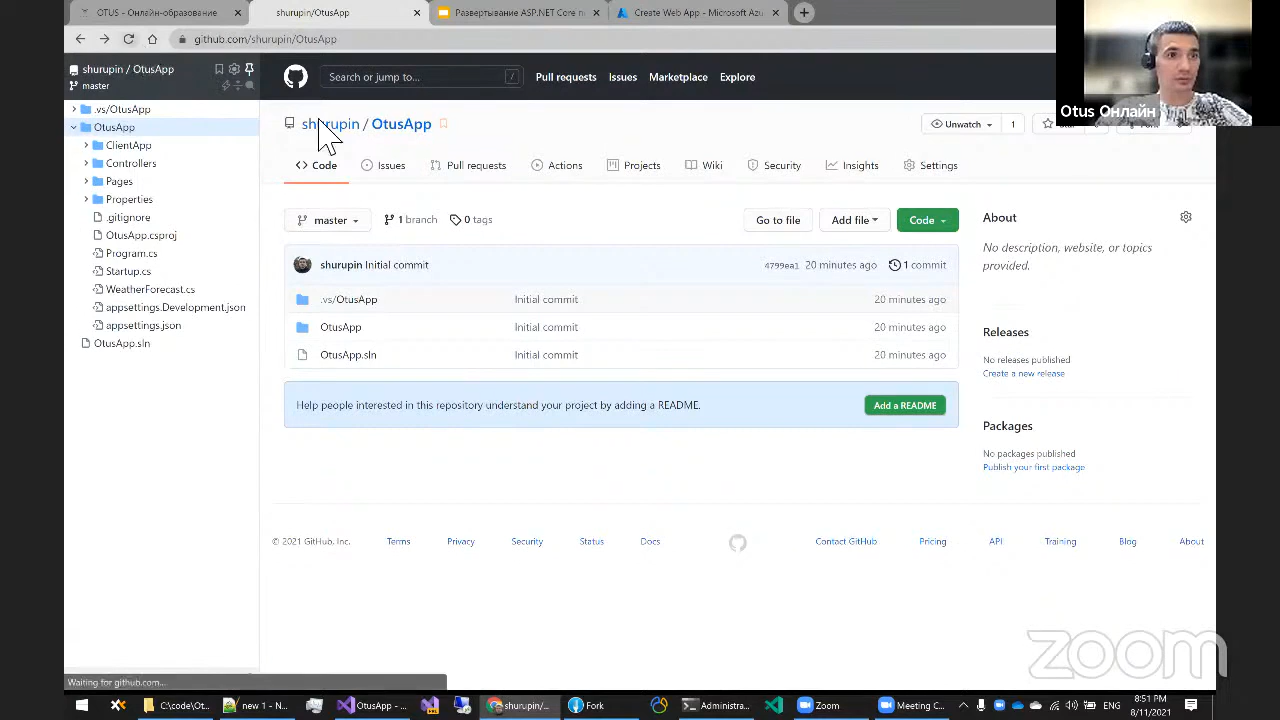 OTUS - Онлайн-образование
shurupin/OtusApp
Развертывание ASP.NET Core п
Create Web App - Microsoft Azu
github.com/shurupin/OtusApp
Otus Онлайн
shurupin / OtusApp
master
Search or jump to...
/
Pull requests
Issues
Marketplace
Explore
.vs/OtusApp
OtusApp
ClientApp
Controllers
Pages
Properties
.gitignore
OtusApp.csproj
Program.cs
Startup.cs
WeatherForecast.cs
appsettings.Development.json
appsettings.json
OtusApp.sln
shurupin / OtusApp
Unwatch
1
Code
Issues
Pull requests
Actions
Projects
Wiki
Security
Insights
Settings
master
1 branch
0 tags
Go to file
Add file
Code
shurupin Initial commit
4799ea1 20 minutes ago
1 commit
.vs/OtusApp
Initial commit
20 minutes ago
OtusApp
Initial commit
20 minutes ago
OtusApp.sln
Initial commit
20 minutes ago
Help people interested in this repository understand your project by adding a README.
Add a README
About
No description, website, or topics
provided.
Releases
No releases published
Create a new release
Packages
No packages published
Publish your first package
© 2021 GitHub, Inc.
Terms
Privacy
Security
Status
Docs
Contact GitHub
Pricing
API
Training
Blog
About
zoom
Waiting for github.com...
C:\code\Ot...
new 1 - No...
OtusApp - ...
shurupin/...
Fork
Administra...
Zoom
Meeting C...
8:51 PM
8/11/2021